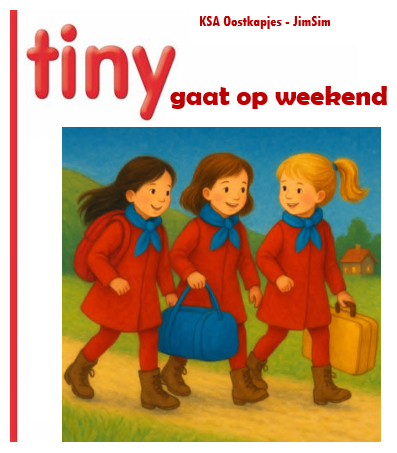 KSA Oostkapjes - JimSim
tiny
gaat op weekend